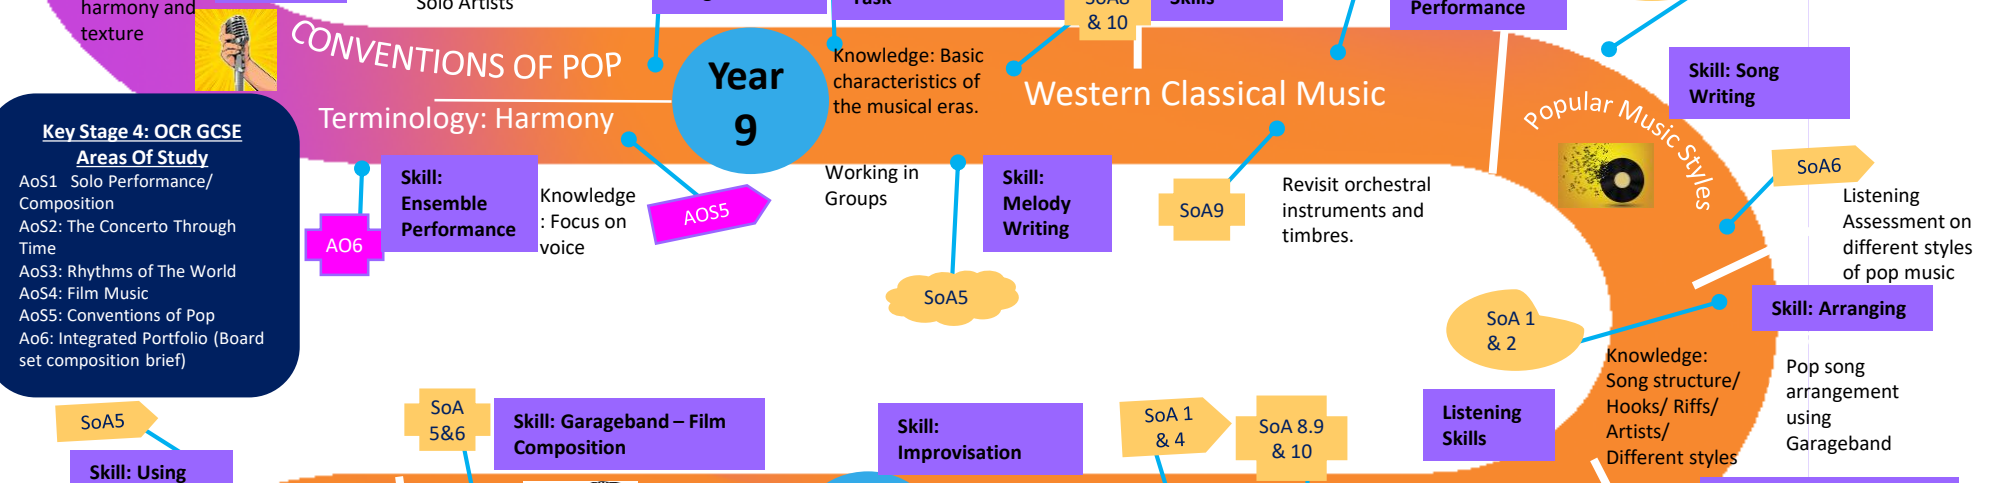 harmony and
texture
Solo Artists
Task
SoA8
& 10
Skills
Performance
CONVENTIONS OF POP
Terminology: Harmony
Year
9
Knowledge: Basic
characteristics of
the musical eras.
Western Classical Music
Popular Music Styles
Skill: Song
Writing
SoA6
Listening
Assessment on
different styles
of pop music
Key Stage 4: OCR GCSE
Areas Of Study
AoS1   Solo Performance/
Composition
AoS2: The Concerto Through
Time
AoS3: Rhythms of The World
AoS4: Film Music
AoS5: Conventions of Pop
Ao6: Integrated Portfolio (Board
set composition brief)
AO6
Skill:
Ensemble
Performance
Knowledge
: Focus on
voice
AOS5
Working in
Groups
Skill:
Melody
Writing
SoA5
SoA9
Revisit orchestral
instruments and
timbres.
SoA 1
& 2
Skill: Arranging
Knowledge:
Song structure/
Hooks/ Riffs/
Artists/
Different styles
Pop song
arrangement
using
Garageband
SoA5
Skill: Using
SoA
5&6
Skill: Garageband – Film
Composition
Skill:
Improvisation
SoA 1
& 4
SoA 8.9
& 10
Listening
Skills